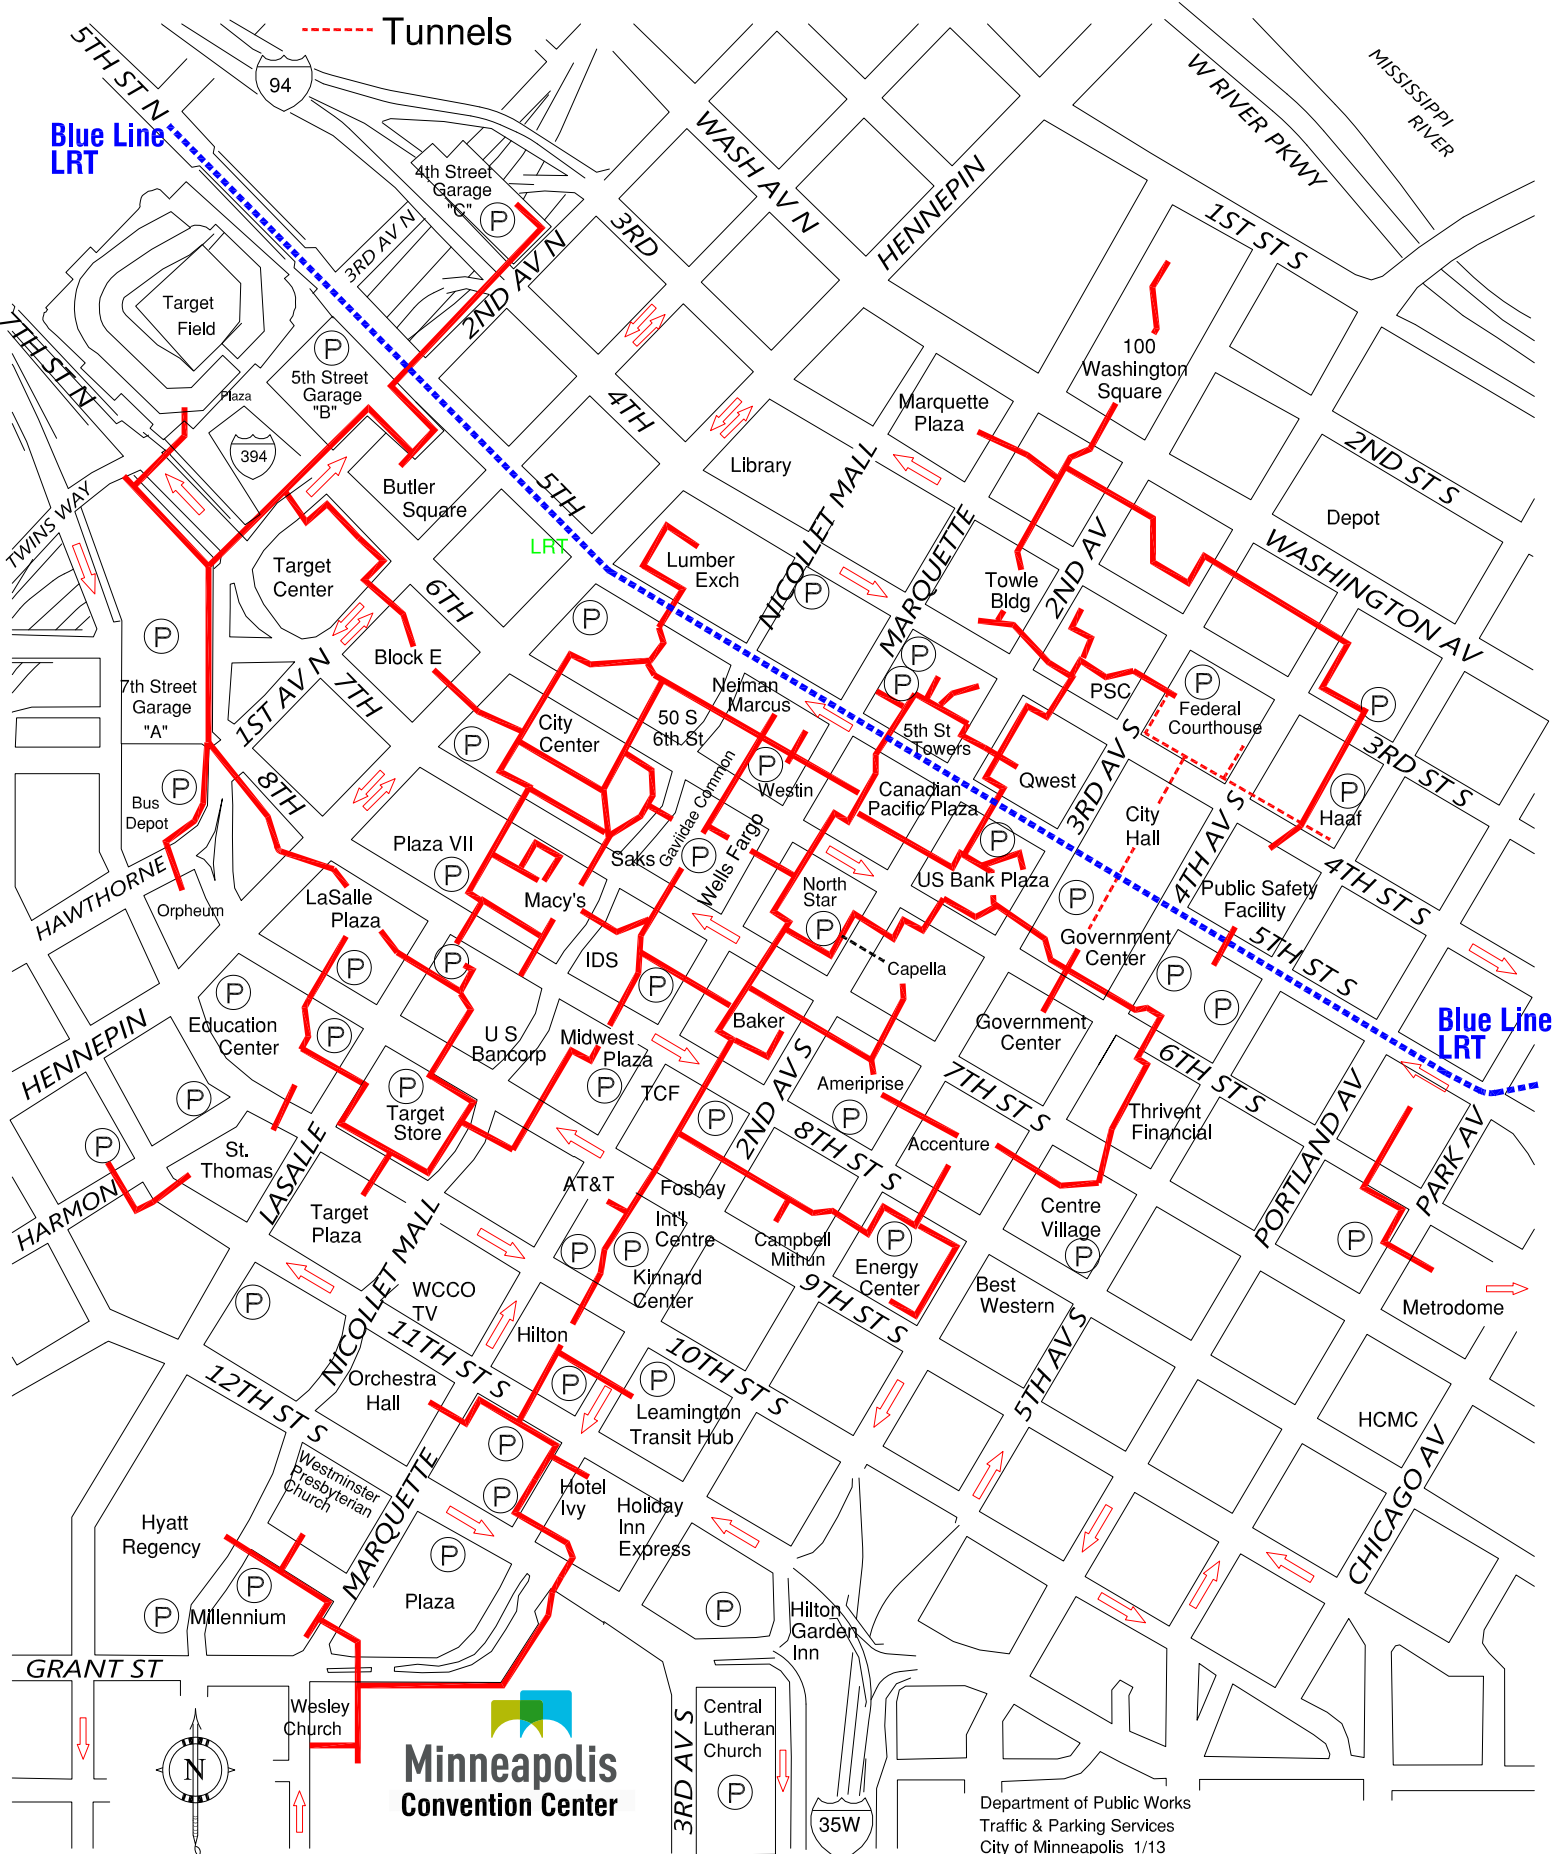 Tunnels
5TH ST N
94
Blue Line
LRT
MISSISSIPPI
RIVER
W RIVER PKWY
WASH AV N
HENNEPIN
1ST ST S
4th Street
Garage
"C"
P
3RD AV N
2ND AV N
3RD
Target
Field
7TH ST N
P
5th Street
Garage
"B"
Plaza
394
4TH
100
Washington
Square
Marquette
Plaza
Library
NICOLLET MALL
2ND ST S
Depot
WASHINGTON AV
Butler
Square
5TH
LRT
TWINS WAY
Target
Center
6TH
Lumber
Exch
MARQUETTE
2ND AV
Towle
Bldg
P
P
P
Block E
1ST AV N
7TH
7th Street
Garage
"A"
P
City
Center
P
50 S
6th St
Neiman
Marcus
P
P
5th St
Towers
PSC
P
Federal
Courthouse
P
3RD ST S
8TH
Bus
Depot
P
P
Westin
Canadian
Pacific Plaza
Qwest
3RD AV S
City
Hall
4TH AV S
P
Haaf
Plaza VII
P
Saks
Gaviidae Common
P
Wells Fargo
P
US Bank Plaza
4TH ST S
HAWTHORNE
Orpheum
LaSalle
Plaza
Macy's
North
Star
P
P
Public Safety
Facility
Government
Center
5TH ST S
P
P
IDS
P
Capella
P
P
HENNEPIN
P
Education
Center
P
U S
Bancorp
Midwest
Plaza
Baker
Government
Center
6TH ST S
Blue Line
LRT
P
P
Target
Store
P
TCF
P
2ND AV S
Ameriprise
P
7TH ST S
Thrivent
Financial
PORTLAND AV
PARK AV
P
St.
Thomas
LASALLE
8TH ST S
Accenture
HARMON
Target
Plaza
NICOLLET MALL
AT&T
Foshay
Int'l
Centre
P
P
Kinnard
Center
Campbell
Mithun
P
Energy
Center
Centre
Village
P
P
P
WCCO
TV
9TH ST S
Best
Western
Metrodome
11TH ST S
Hilton
P
10TH ST S
P
5TH AV S
12TH ST S
Orchestra
Hall
Leamington
Transit Hub
HCMC
CHICAGO AV
P
P
Westminster
Presbyterian
Church
MARQUETTE
Hotel
Ivy
Holiday
Inn
Express
Hyatt
Regency
P
P
Millennium
P
Plaza
P
Hilton
Garden
Inn
GRANT ST
Wesley
Church
3RD AV S
Central
Lutheran
Church
P
N
Minneapolis
Convention Center
35W
Department of Public Works
Traffic & Parking Services
City of Minneapolis 1/13